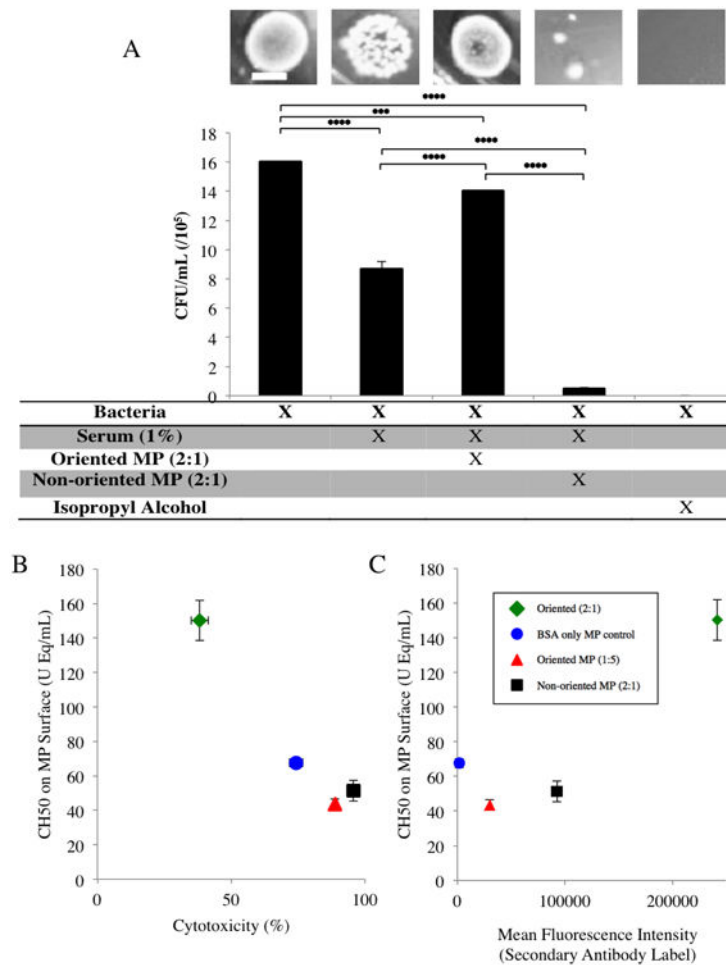 A
•••• 
•••
••••
••••
••••
••••
18
16
14
12
10
8
6
4
2
0
CFU/mL (/10⁵)
Bacteria X X X X X
Serum (1%) X X X
Oriented MP (2:1) X
Non-oriented MP (2:1) X
Isopropyl Alcohol X
B
180
160
140
120
100
80
60
40
20
0
CH50 on MP Surface (U Eq/mL)
0 50 100
Cytotoxicity (%)
C
180
160
140
120
100
80
60
40
20
0
CH50 on MP Surface (U Eq/mL)
Oriented (2:1)
BSA only MP control
Oriented MP (1:5)
Non-oriented MP (2:1)
0 100000 200000
Mean Fluorescence Intensity
(Secondary Antibody Label)